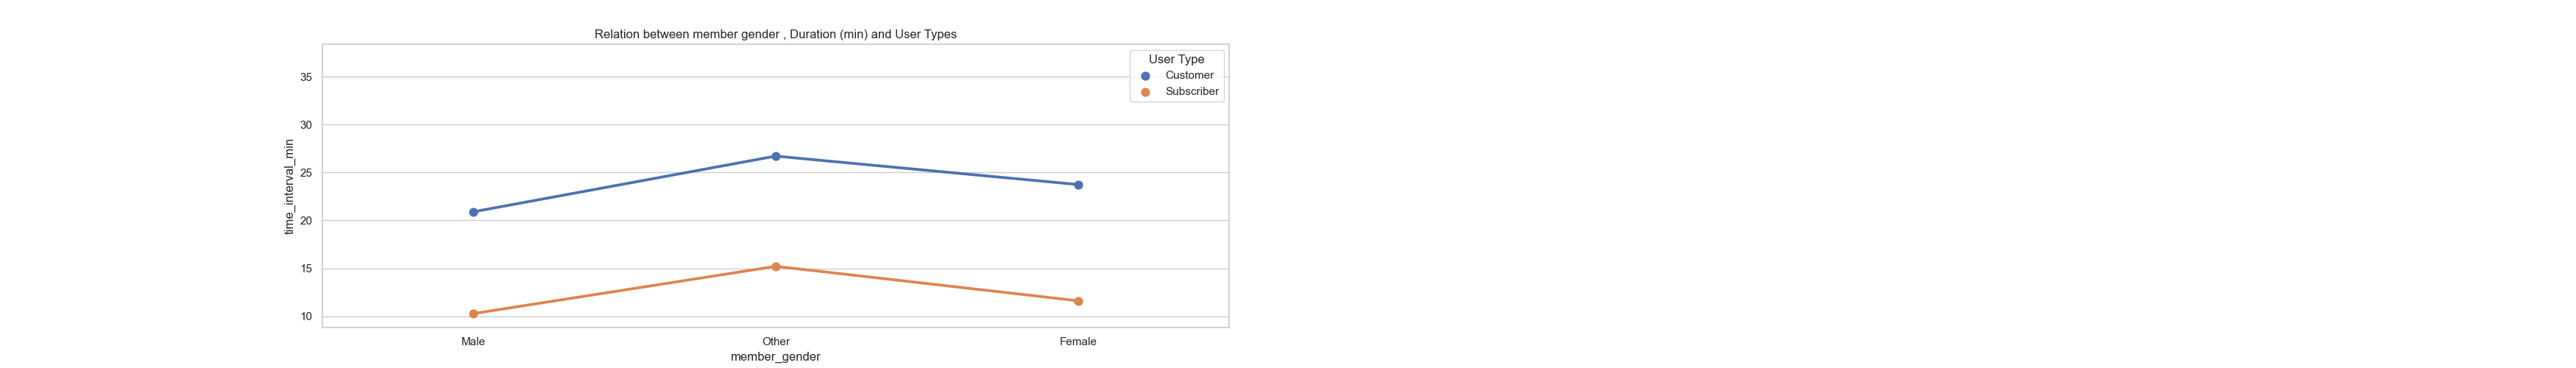 Relation between member gender , Duration (min) and User Types
User Type
Customer
Subscriber
35
30
25
20
15
10
time_interval_min
Male
Other
Female
member_gender